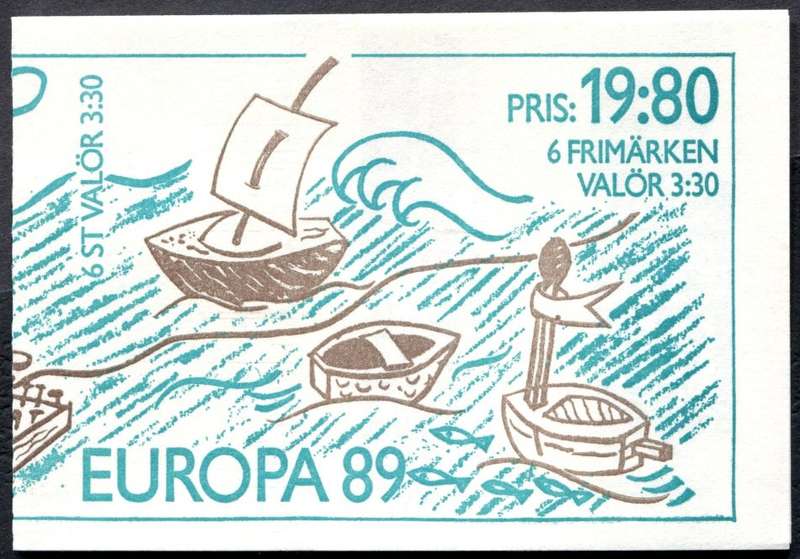 6 ST VALÖR 3:30
PRIS: 19:80
6 FRIMÄRKEN
VALÖR 3:30
EUROPA 89